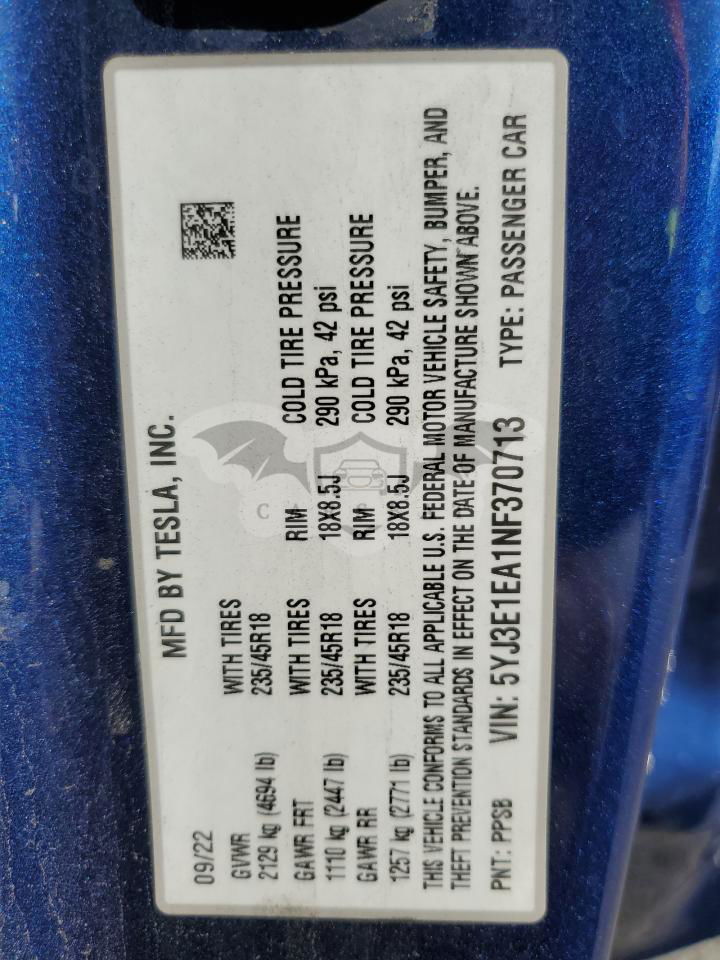 MFD BY TESLA, INC.
09/22
GVWR WITH TIRES
2129 kg (4694 lb) 235/45R18
GAWR FRT WITH TIRES RIM COLD TIRE PRESSURE
1110 kg (2447 lb) 235/45R18 18X8.5J 290 kPa, 42 psi
GAWR RR WITH TIRES RIM COLD TIRE PRESSURE
1257 kg (2771 lb) 235/45R18 18X8.5J 290 kPa, 42 psi
THIS VEHICLE CONFORMS TO ALL APPLICABLE U.S. FEDERAL MOTOR VEHICLE SAFETY, BUMPER, AND
THEFT PREVENTION STANDARDS IN EFFECT ON THE DATE OF MANUFACTURE SHOWN ABOVE.
PNT: PPSB VIN: 5YJ3E1EA1NF370713 TYPE: PASSENGER CAR